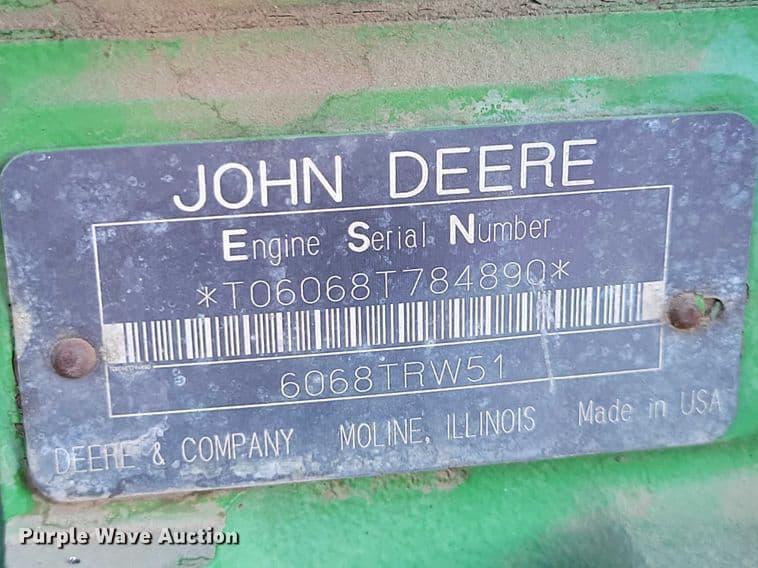 JOHN DEERE
Engine Serial Number
*T06068T784890*
6068TRW51
DEERE & COMPANY MOLINE, ILLINOIS Made in USA
Purple Wave Auction